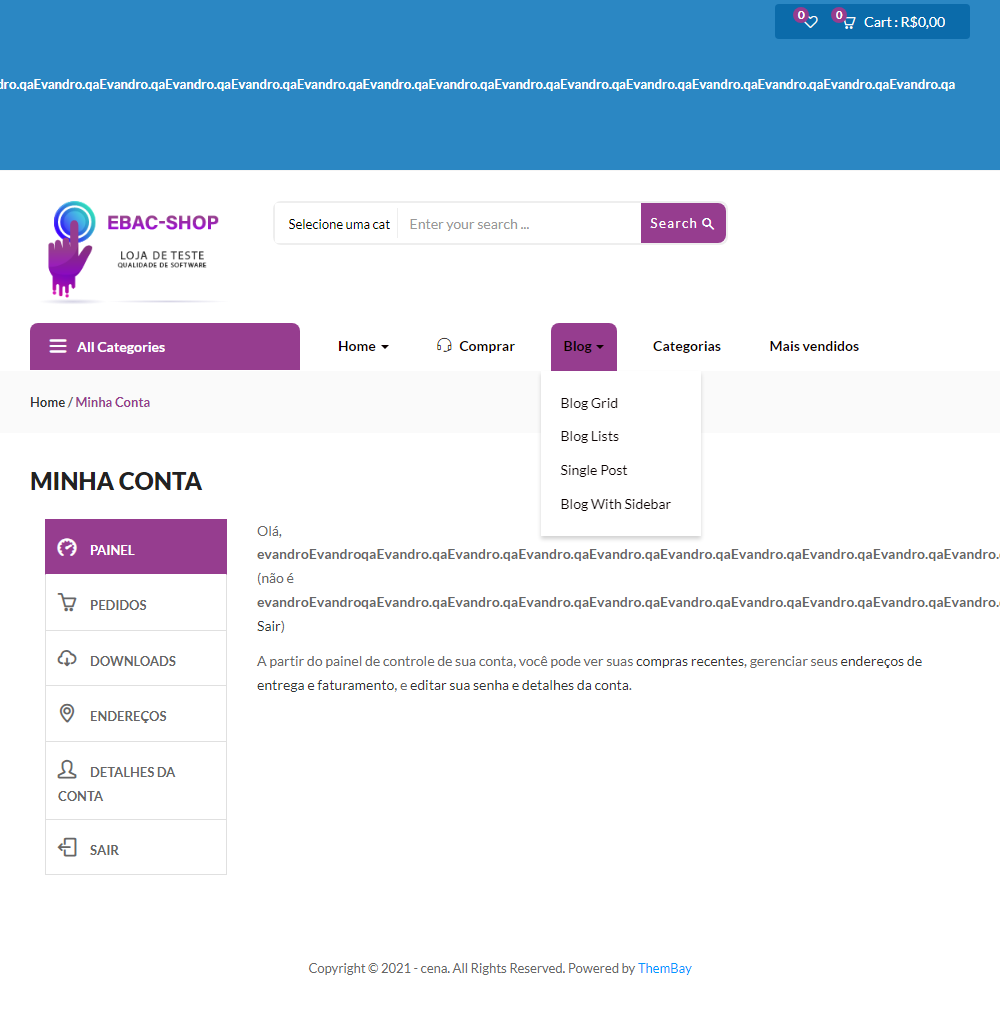 0
0
Cart : R$0,00
dro.qaEvandro.qaEvandro.qaEvandro.qaEvandro.qaEvandro.qaEvandro.qaEvandro.qaEvandro.qaEvandro.qaEvandro.qaEvandro.qaEvandro.qaEvandro.qaEvandro.qa
EBAC-SHOP
LOJA DE TESTE
QUALIDADE DE SOFTWARE
Selecione uma cat
Enter your search ...
Search
All Categories
Home
Comprar
Blog
Categorias
Mais vendidos
Home / Minha Conta
Blog Grid
Blog Lists
Single Post
Blog With Sidebar
MINHA CONTA
PAINEL
PEDIDOS
DOWNLOADS
ENDEREÇOS
DETALHES DA
CONTA
SAIR
Olá,
evandroEvandroqaEvandro.qaEvandro.qaEvandro.qaEvandro.qaEvandro.qaEvandro.qaEvandro.qaEvandro.qaEvandro.
(não é
evandroEvandroqaEvandro.qaEvandro.qaEvandro.qaEvandro.qaEvandro.qaEvandro.qaEvandro.qaEvandro.qaEvandro.
Sair)
A partir do painel de controle de sua conta, você pode ver suas compras recentes, gerenciar seus endereços de
entrega e faturamento, e editar sua senha e detalhes da conta.
Copyright © 2021 - cena. All Rights Reserved. Powered by ThemBay